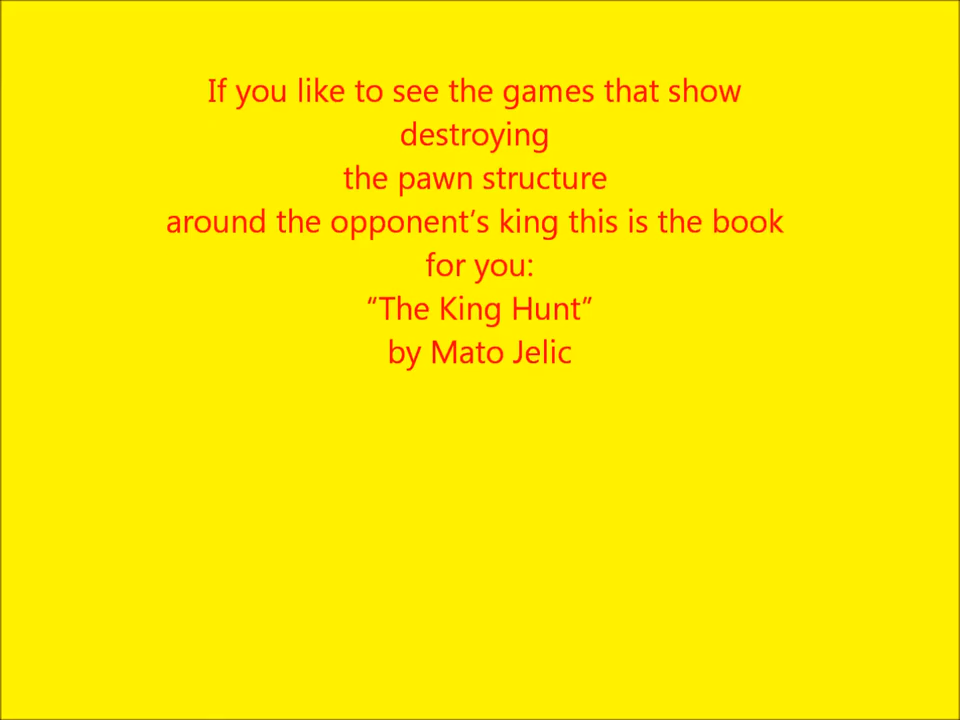 If you like to see the games that show
destroying
the pawn structure
around the opponent’s king this is the book
for you:
“The King Hunt”
by Mato Jelic